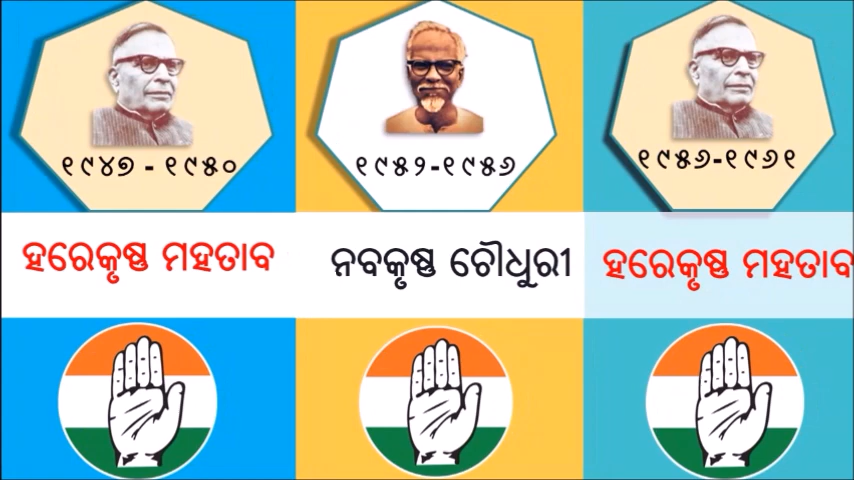 ୧୯୪୭ - ୧୯୫୦
୧୯୫୨-୧୯୫୬
୧୯୫୬-୧୯୬୧
ହରେକୃଷ୍ଣ ମହତାବ
ନବକୃଷ୍ଣ ଚୌଧୁରୀ
ହରେକୃଷ୍ଣ ମହତାବ